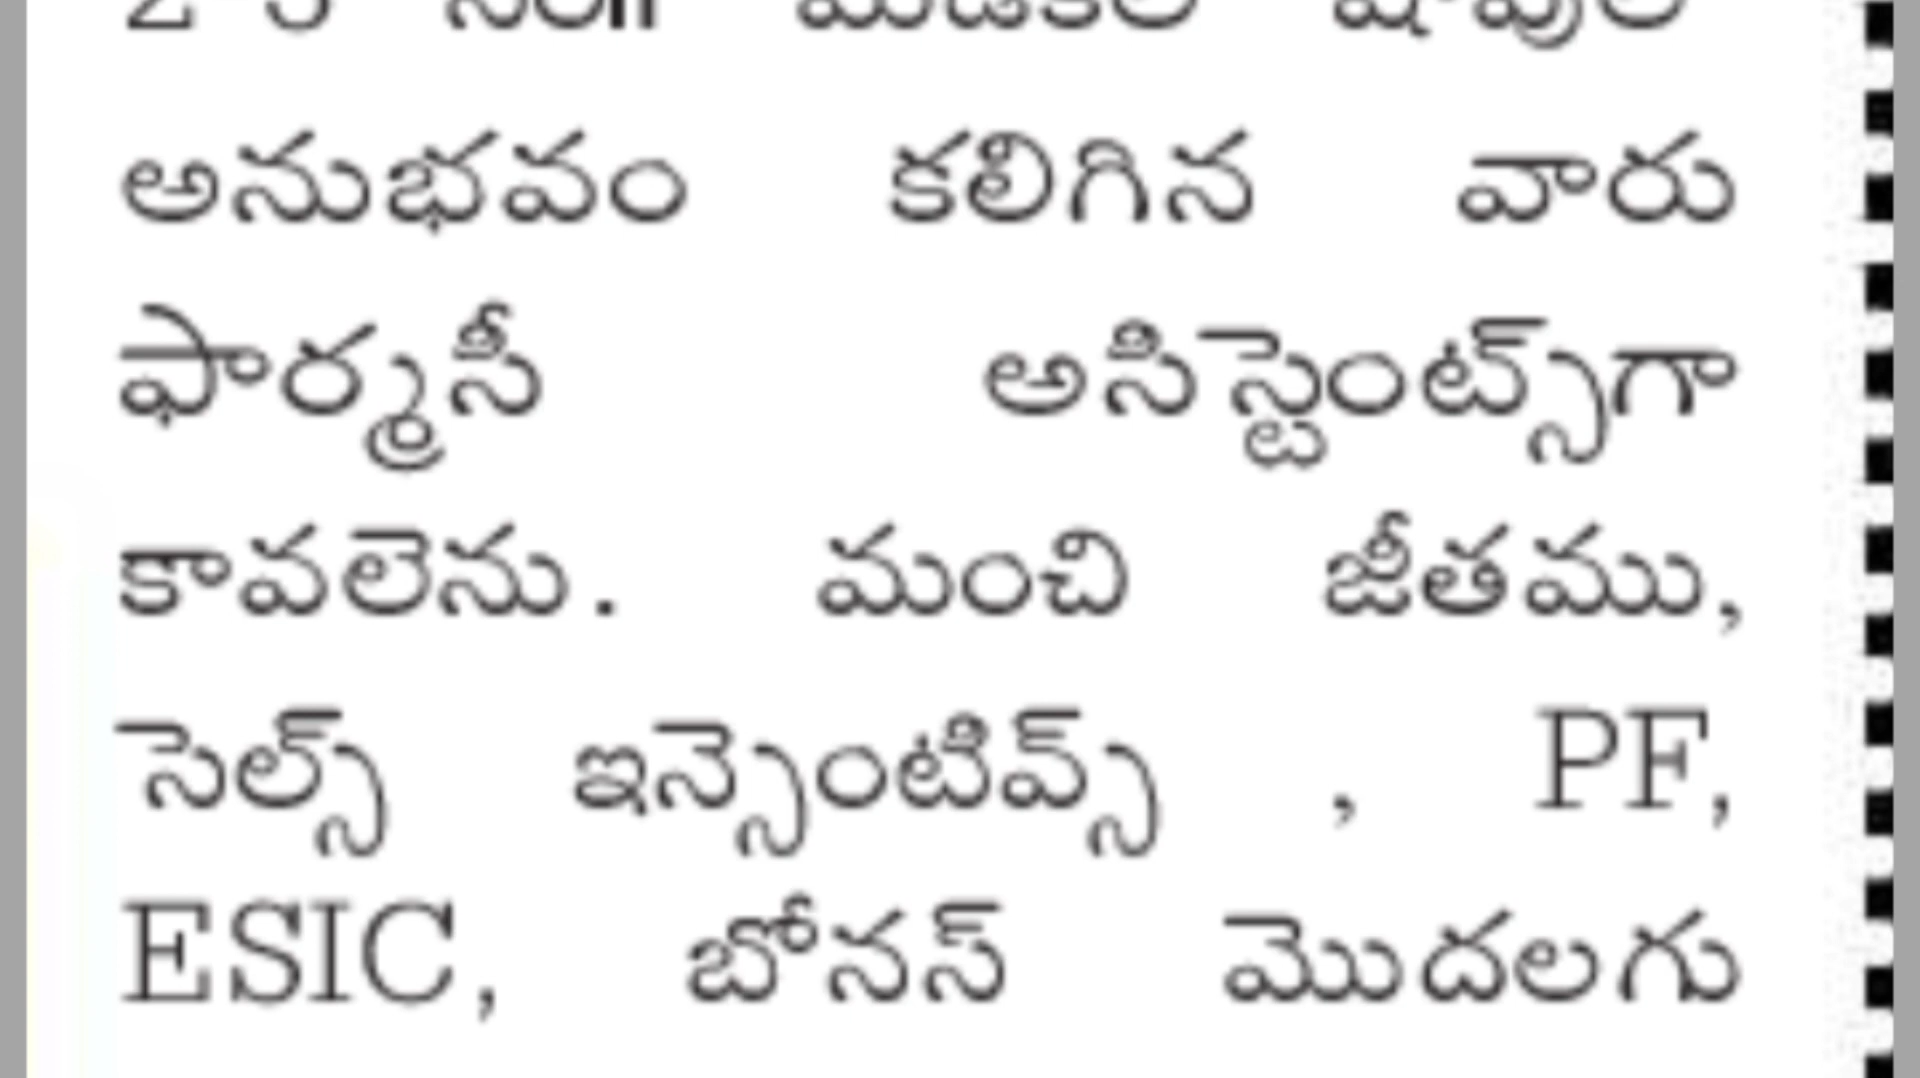 అనుభవం కలిగిన వారు
ఫార్మసీ అసిస్టెంట్స్‌గా
కావలెను. మంచి జీతము,
సెల్స్ ఇన్సెంటివ్స్ , PF,
ESIC, బోనస్ మొదలగు